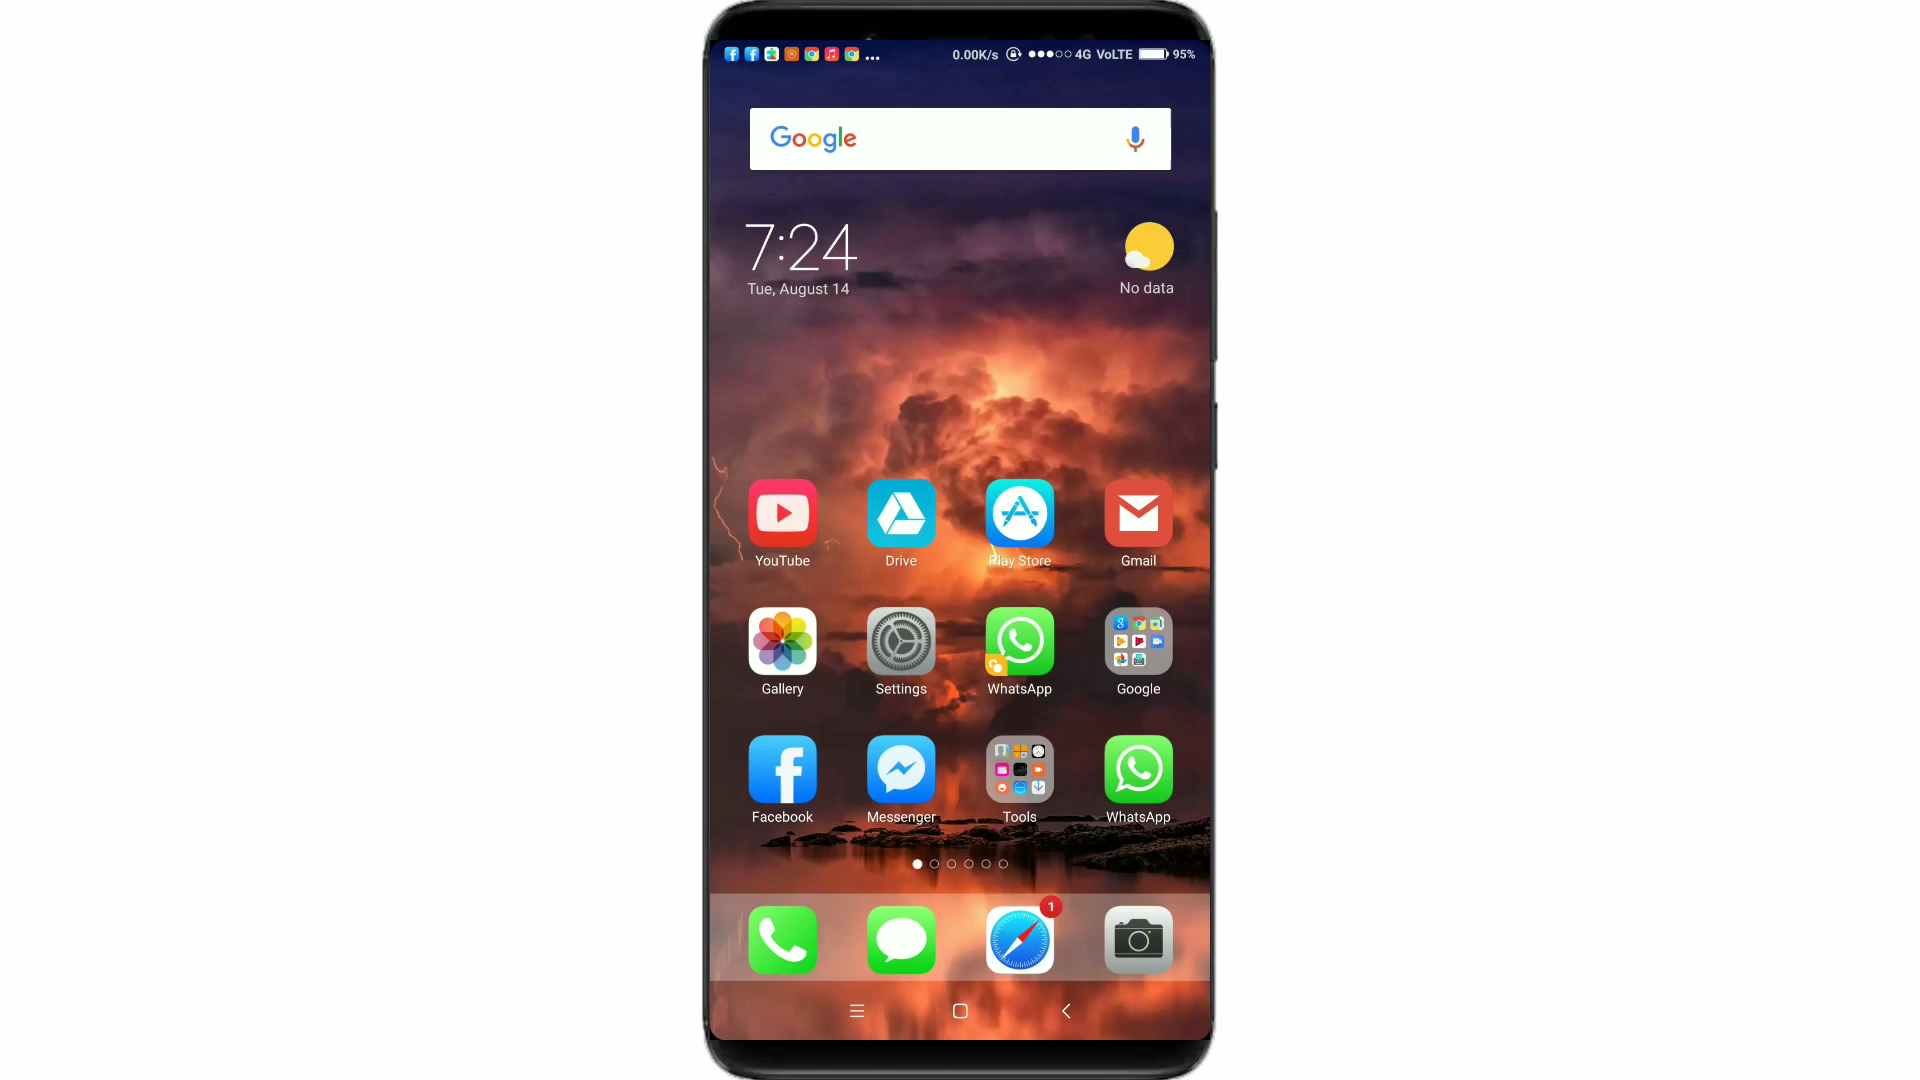 0.00K/s 4G VoLTE 95%
Google
7:24
Tue, August 14
No data
YouTube Drive Play Store Gmail
Gallery Settings WhatsApp Google
Facebook Messenger Tools WhatsApp
1